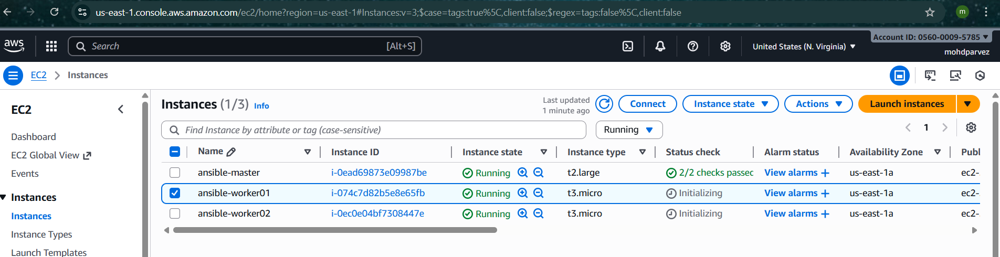 us-east-1.console.aws.amazon.com/ec2/home?region=us-east-1#Instances:v=3;$case=tags:true%5C,client:false;$regex=tags:false%5C,client:false
m
aws
Search
[Alt+S]
United States (N. Virginia)
Account ID: 0560-0009-5785
mohdparvez
EC2
Instances
EC2
Dashboard
EC2 Global View
Events
Instances
Instances
Instance Types
Launch Templates
Instances (1/3) Info
Last updated
1 minute ago
Connect
Instance state
Actions
Launch instances
Find Instance by attribute or tag (case-sensitive)
Running
1
Name Instance ID Instance state Instance type Status check Alarm status Availability Zone Publ
ansible-master i-0ead69873e09987be Running t2.large 2/2 checks passec View alarms + us-east-1a ec2-
ansible-worker01 i-074c7d82b5e8e65fb Running t3.micro Initializing View alarms + us-east-1a ec2-
ansible-worker02 i-0ec0e04bf7308447e Running t3.micro Initializing View alarms + us-east-1a ec2-